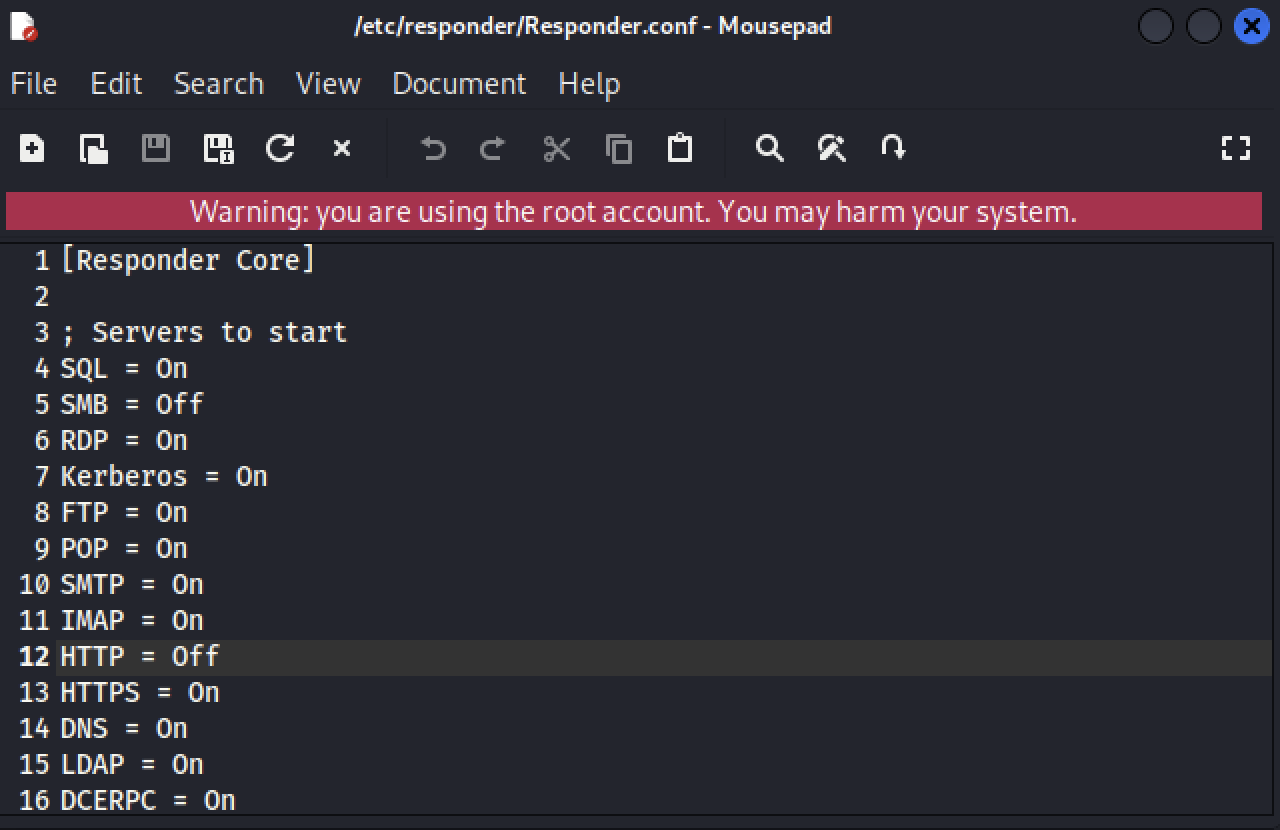 /etc/responder/Responder.conf - Mousepad
File Edit Search View Document Help
Warning: you are using the root account. You may harm your system.
1 [Responder Core]
2
3 ; Servers to start
4 SQL = On
5 SMB = Off
6 RDP = On
7 Kerberos = On
8 FTP = On
9 POP = On
10 SMTP = On
11 IMAP = On
12 HTTP = Off
13 HTTPS = On
14 DNS = On
15 LDAP = On
16 DCERPC = On